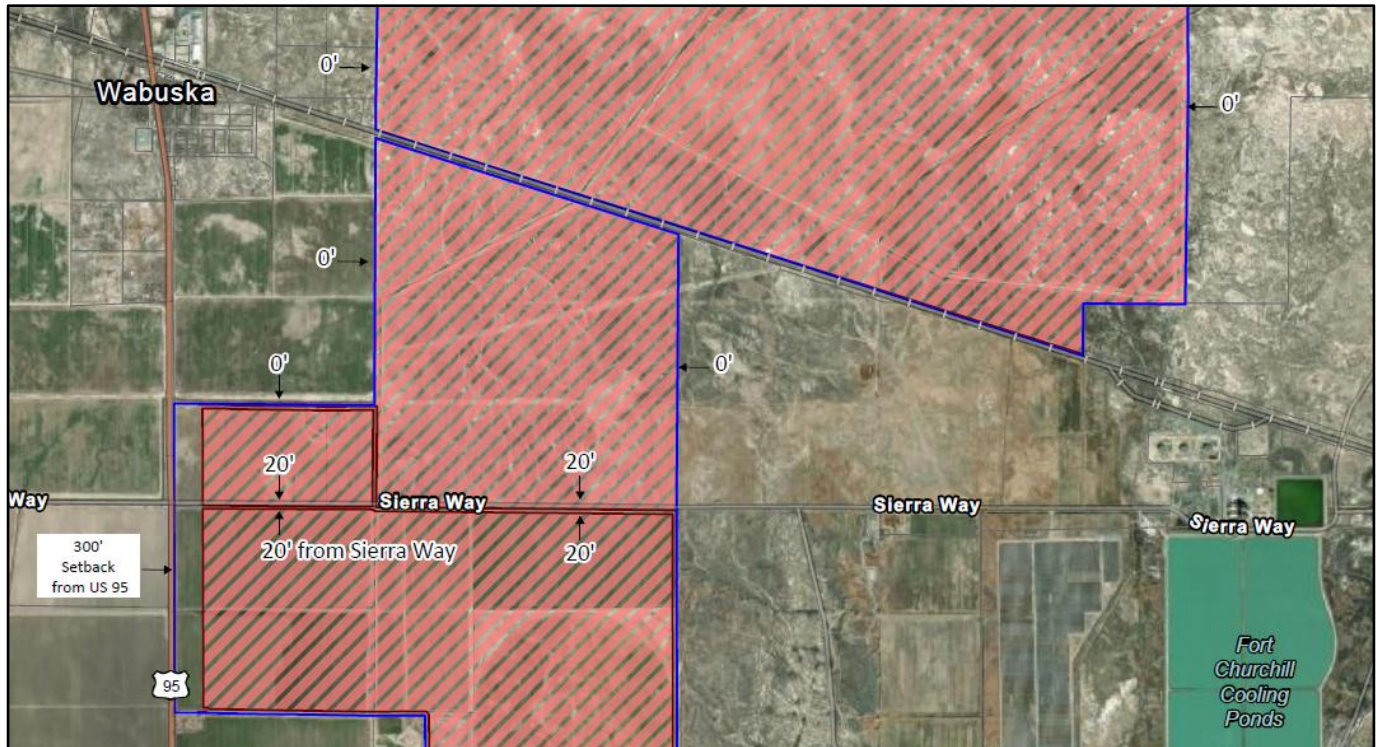 0'
Wabuska
0'
0'
0'
0'
20'
20'
Way
Sierra Way
Sierra Way
Sierra Way
20' from Sierra Way
20'
300'
Setback
from US 95
95
Fort
Churchill
Cooling
Ponds